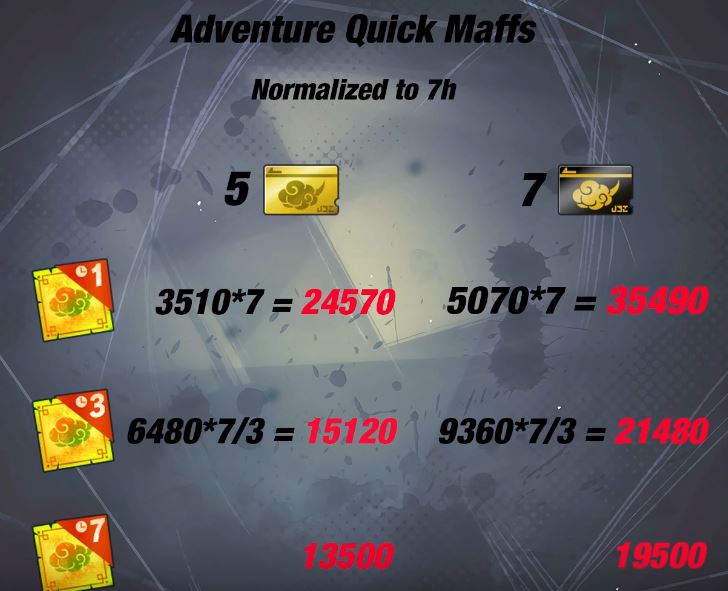 Adventure Quick Maffs
Normalized to 7h
5 7
1 3510*7 = 24570 5070*7 = 35490
3 6480*7/3 = 15120 9360*7/3 = 21480
7 13500 19500